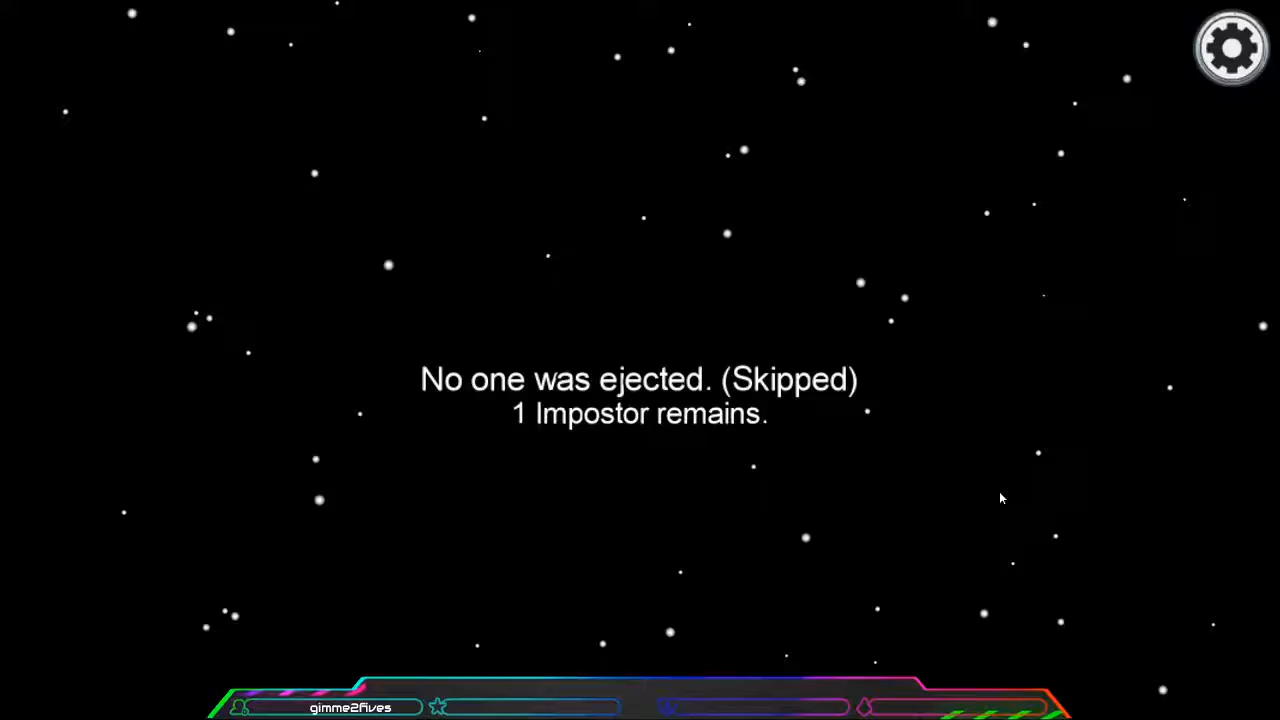 No one was ejected. (Skipped)
1 Impostor remains.
gimme2fives